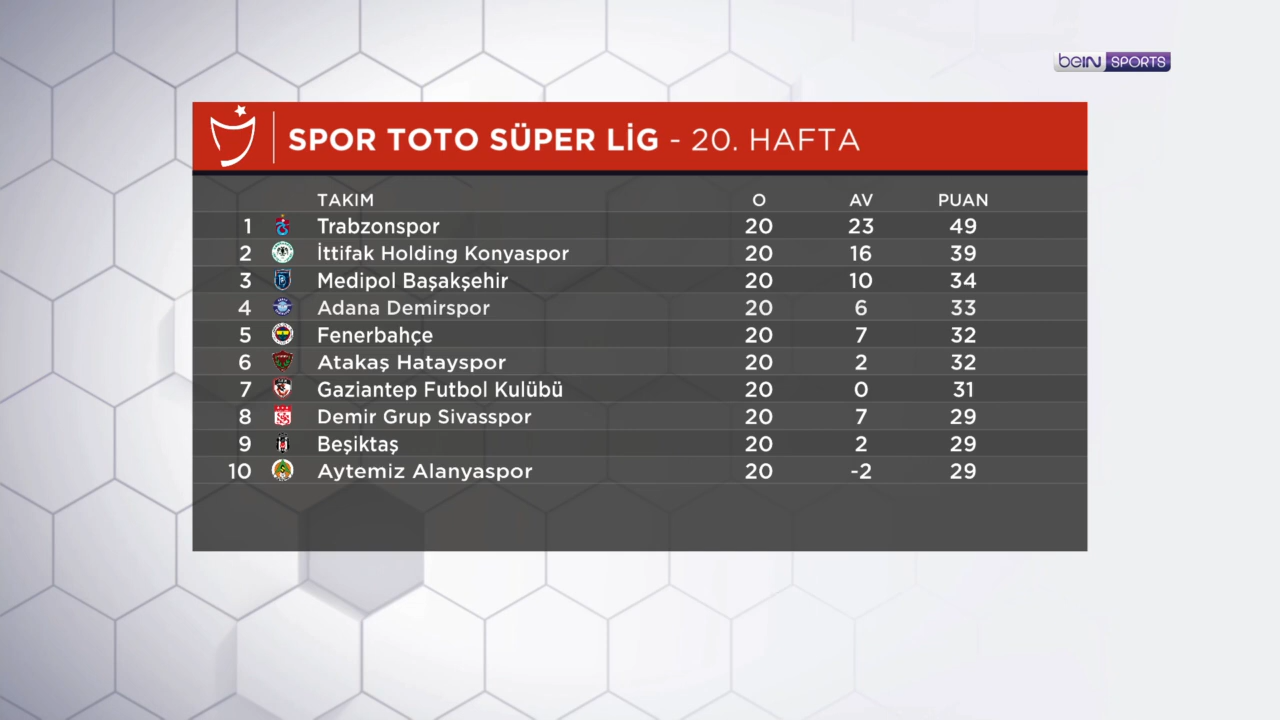 beIN SPORTS
SPOR TOTO SÜPER LİG - 20. HAFTA
TAKIM O AV PUAN
1 Trabzonspor 20 23 49
2 İttifak Holding Konyaspor 20 16 39
3 Medipol Başakşehir 20 10 34
4 Adana Demirspor 20 6 33
5 Fenerbahçe 20 7 32
6 Atakaş Hatayspor 20 2 32
7 Gaziantep Futbol Kulübü 20 0 31
8 Demir Grup Sivasspor 20 7 29
9 Beşiktaş 20 2 29
10 Aytemiz Alanyaspor 20 -2 29